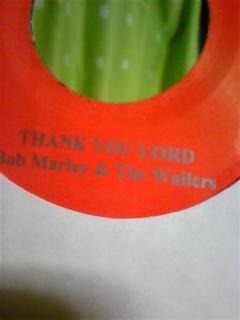 THANK YOU LORD
Bob Marley & The Wailers